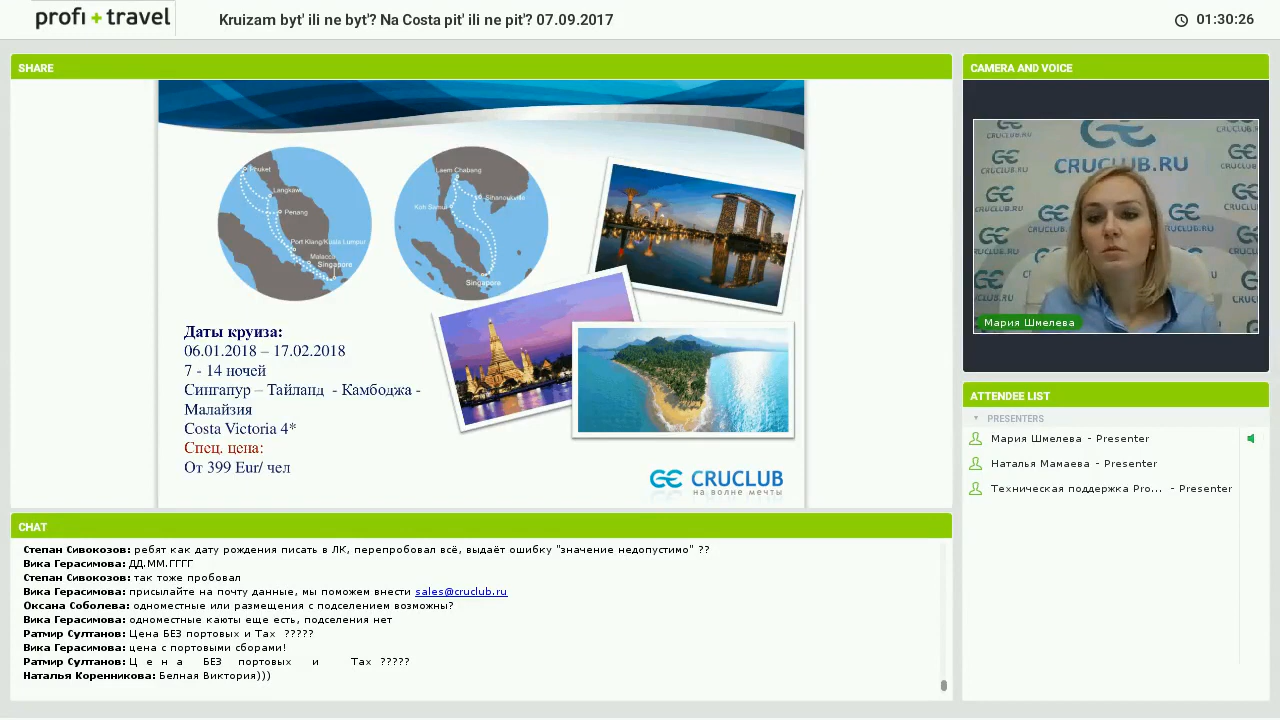 profi + travel
Kruizam byt' ili ne byt'? Na Costa pit' ili ne pit'? 07.09.2017
01:30:26
SHARE
Phuket
Langkawi
Penang
Port Klang/Kuala Lumpur
Malacca
Singapore
Laem Chabang
Sihanoukville
Koh Samui
Singapore
Даты круиза:
06.01.2018 – 17.02.2018
7 - 14 ночей
Сингапур – Тайланд - Камбоджа -
Малайзия
Costa Victoria 4*
Спец. цена:
От 399 Eur/ чел
CRUCLUB
на волне мечты
CAMERA AND VOICE
CRUCLUB.RU
Мария Шмелева
ATTENDEE LIST
PRESENTERS
Мария Шмелева - Presenter
Наталья Мамаева - Presenter
Техническая поддержка Pro... - Presenter
CHAT
Степан Сивокозов: ребят как дату рождения писать в ЛК, перепробовал всё, выдаёт ошибку "значение недопустимо" ??
Вика Герасимова: ДД.ММ.ГГГГ
Степан Сивокозов: так тоже пробовал
Вика Герасимова: присылайте на почту данные, мы поможем внести sales@cruclub.ru
Оксана Соболева: одноместные или размещения с подселением возможны?
Вика Герасимова: одноместные каюты еще есть, подселения нет
Ратмир Султанов: Цена БЕЗ портовых и Тах ?????
Вика Герасимова: цена с портовыми сборами!
Ратмир Султанов: Ц е н а БЕЗ портовых и Тах ?????
Наталья Коренникова: Белная Виктория)))